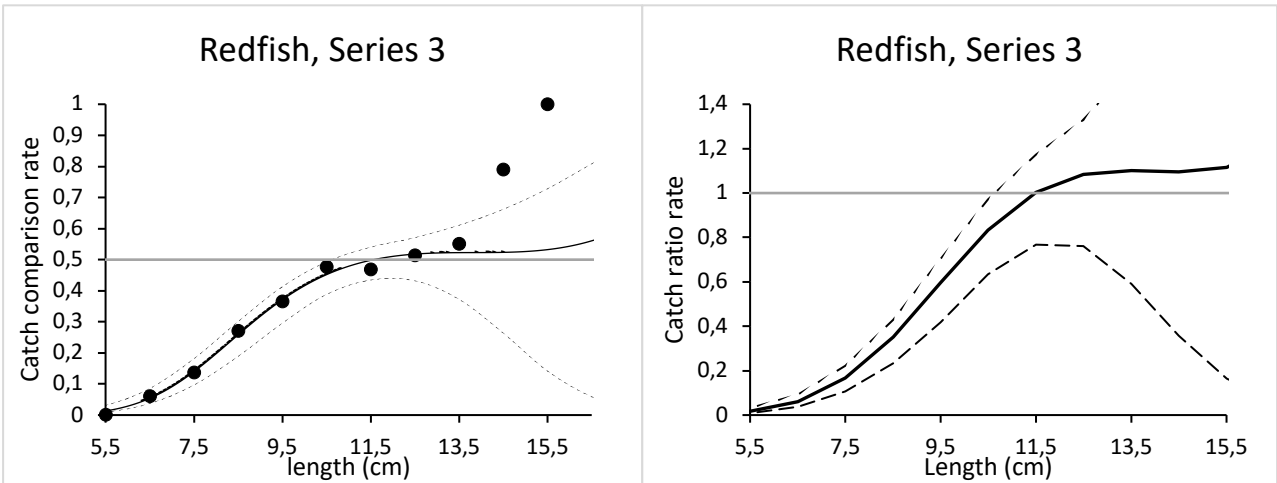 Redfish, Series 3
Catch comparison rate
1
0,9
0,8
0,7
0,6
0,5
0,4
0,3
0,2
0,1
0
5,5 7,5 9,5 11,5 13,5 15,5
length (cm)
Redfish, Series 3
Catch ratio rate
1,4
1,2
1
0,8
0,6
0,4
0,2
0
5,5 7,5 9,5 11,5 13,5 15,5
Length (cm)